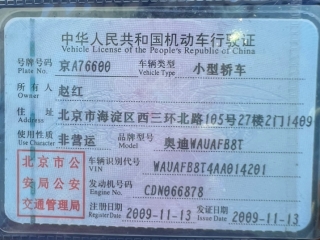 中华人民共和国机动车行驶证
Vehicle License of the People's Republic of China
号牌号码 京A76600 车辆类型 小型轿车
Plate No. Vehicle Type
所有人 赵红
Owner
住址 北京市海淀区西三环北路105号27楼2门1409
Address
使用性质 非营运 品牌型号 奥迪WAUAFB8T
Use Character Model
北京市公安局公安交通管理局
车辆识别代号 WAUAFB8T4AA014201
VIN
发动机号码 CDN066878
Engine No.
注册日期 2009-11-13 发证日期 2009-11-13
Register Date Issue Date